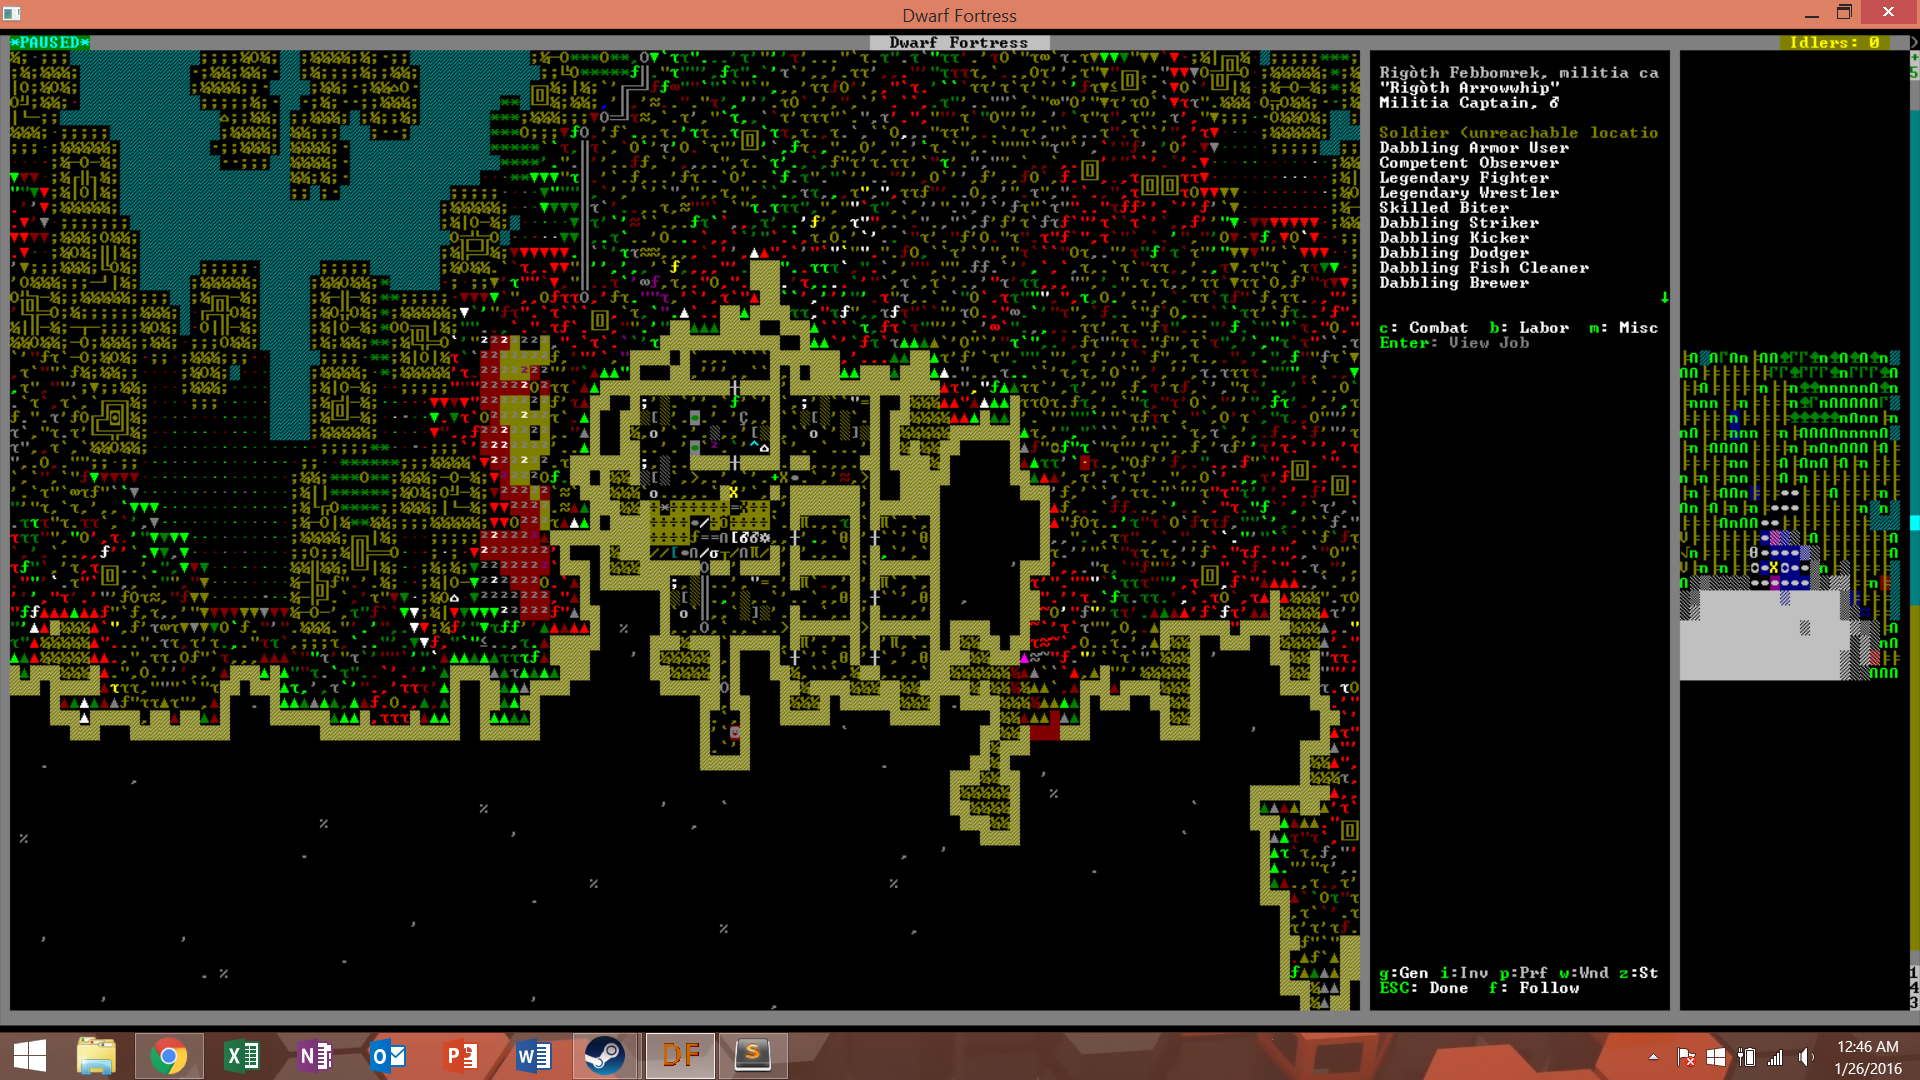 Dwarf Fortress
*PAUSED*
Dwarf Fortress
Idlers: 0
Rigòth Febbomrek, militia ca
"Rigòth Arrowwhip"
Militia Captain, ♂
Soldier (unreachable locatio
Dabbling Armor User
Competent Observer
Legendary Fighter
Legendary Wrestler
Skilled Biter
Dabbling Striker
Dabbling Kicker
Dabbling Dodger
Dabbling Fish Cleaner
Dabbling Brewer
c: Combat b: Labor m: Misc
Enter: View Job
g:Gen i:Inv p:Prf w:Wnd z:St
ESC: Done f: Follow
DF
12:46 AM
1/26/2016